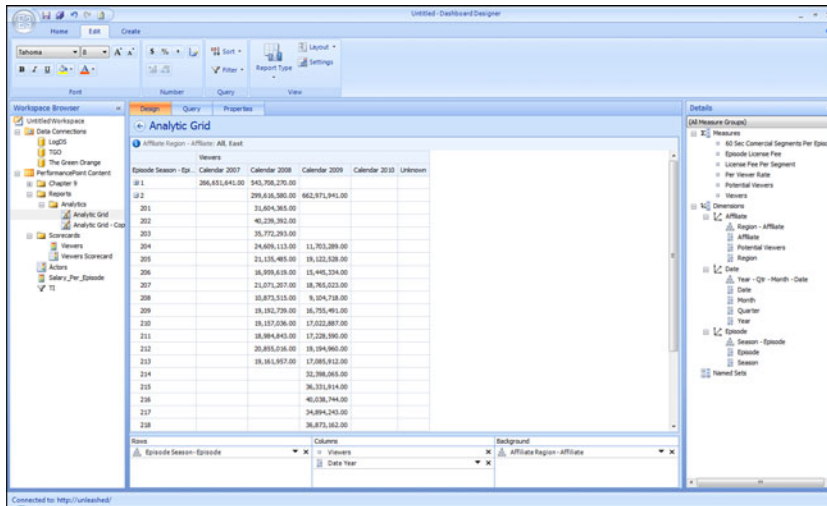 Untitled - Dashboard Designer
Home Edit Create
Tahoma 8
B I U
Font
$ %
Number
Sort
Filter
Query
Report Type
Layout
Settings
View
Workspace Browser
Untitled Workspace
Data Connections
LogDS
TGO
The Green Orange
PerformancePoint Content
Chapter 9
Reports
Analytics
Analytic Grid
Analytic Grid - Cop
Scorecards
Viewers
Viewers Scorecard
Actors
Salary_Per_Episode
TI
Design Query Properties
Analytic Grid
Affiliate Region - Affiliate: All, East
Viewers
Episode Season - Epi... Calendar 2007 Calendar 2008 Calendar 2009 Calendar 2010 Unknown
1 266,651,641.00 543,708,270.00
2 299,616,580.00 662,971,941.00
201 31,604,365.00
202 40,239,392.00
203 35,772,293.00
204 24,609,113.00 11,703,289.00
205 21,135,485.00 19,122,528.00
206 16,959,619.00 15,445,334.00
207 21,071,207.00 18,765,023.00
208 10,873,515.00 9,104,718.00
209 19,192,739.00 16,755,491.00
210 19,157,036.00 17,022,887.00
211 18,984,843.00 17,228,590.00
212 20,855,016.00 19,194,960.00
213 19,161,957.00 17,085,912.00
214 32,398,065.00
215 36,331,914.00
216 40,038,744.00
217 34,894,243.00
218 36,873,162.00
Rows
Episode Season - Episode
Columns
Viewers
Date Year
Background
Affiliate Region - Affiliate
Details
(All Measure Groups)
Measures
60 Sec Comercial Segments Per Epis
Episode License Fee
License Fee Per Segment
Per Viewer Rate
Potential Viewers
Viewers
Dimensions
Affiliate
Region - Affiliate
Affiliate
Potential Viewers
Region
Date
Year - Qtr - Month - Date
Date
Month
Quarter
Year
Episode
Season - Episode
Episode
Season
Named Sets
Connected to: http://unleashed/